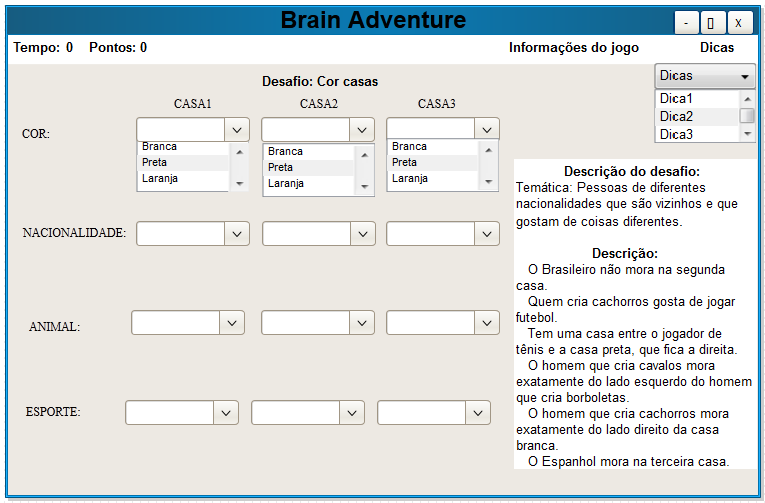 Brain Adventure
- ▯ x
Tempo: 0 Pontos: 0 Informações do jogo Dicas
Desafio: Cor casas
Dicas
Dica1
Dica2
Dica3
CASA1 CASA2 CASA3
COR:
Branca Branca Branca
Preta Preta Preta
Laranja Laranja Laranja
NACIONALIDADE:
ANIMAL:
ESPORTE:
Descrição do desafio:
Temática: Pessoas de diferentes
nacionalidades que são vizinhos e que
gostam de coisas diferentes.
Descrição:
O Brasileiro não mora na segunda
casa.
Quem cria cachorros gosta de jogar
futebol.
Tem uma casa entre o jogador de
tênis e a casa preta, que fica a direita.
O homem que cria cavalos mora
exatamente do lado esquerdo do homem
que cria borboletas.
O homem que cria cachorros mora
exatamente do lado direito da casa
branca.
O Espanhol mora na terceira casa.